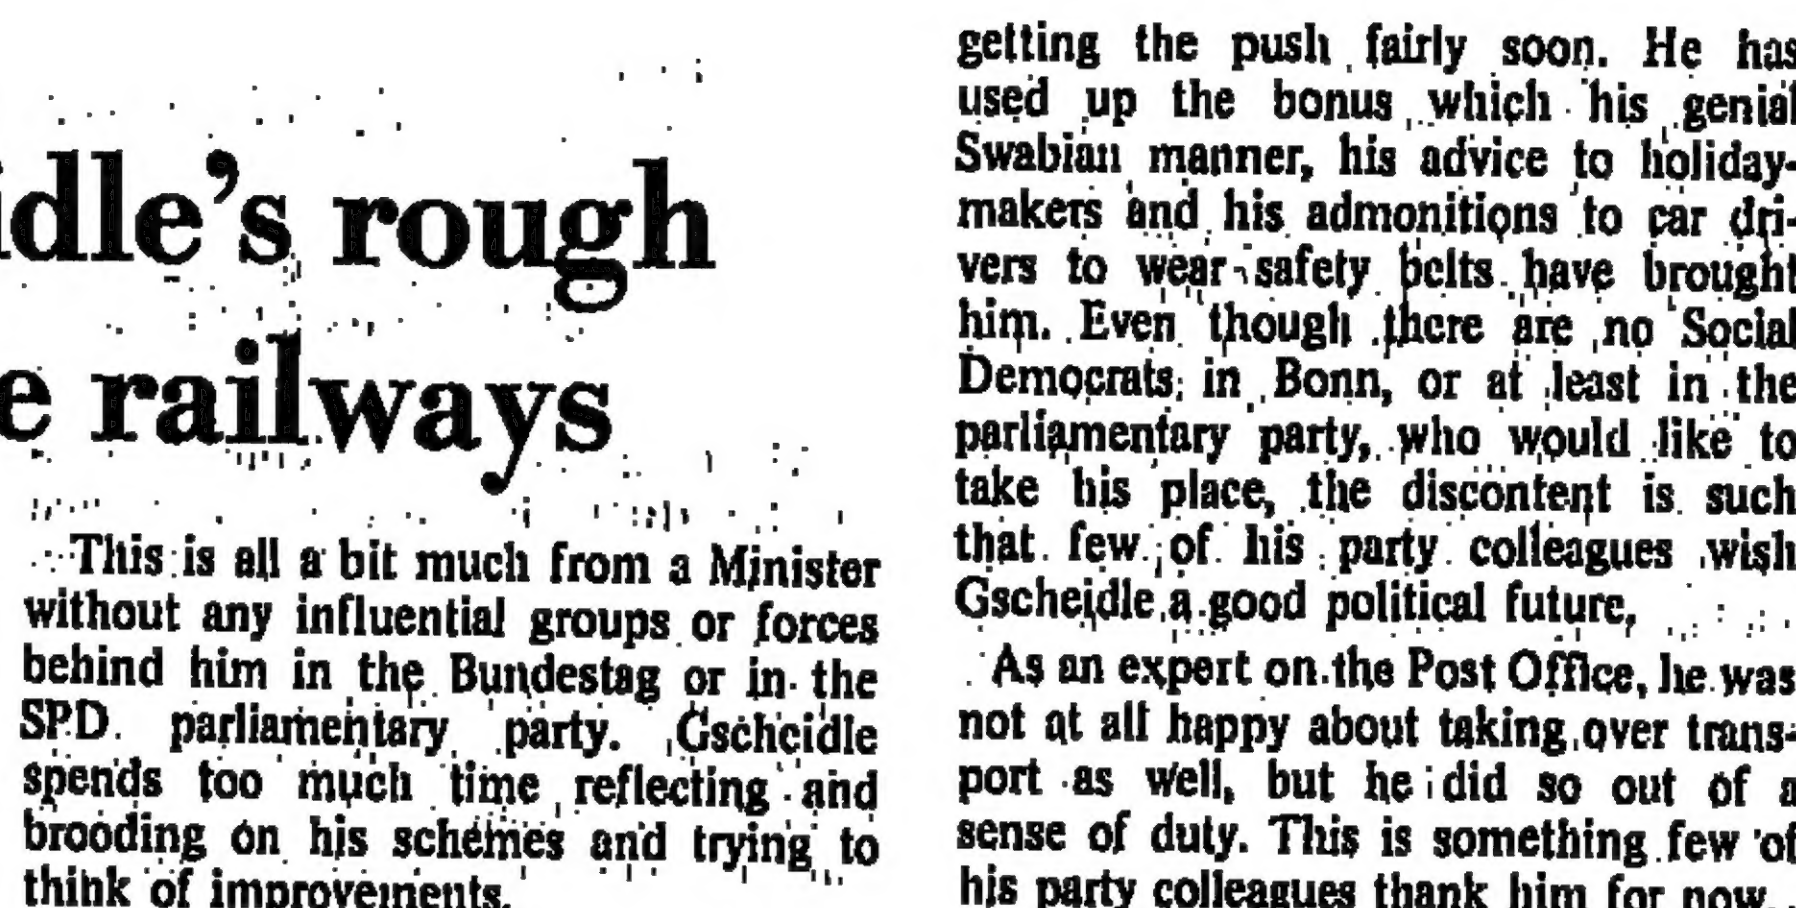 idle's rough
e railways
This is all a bit much from a Minister
without any influential groups or forces
behind him in the Bundestag or in the
SPD parliamentary party. Gscheidle
spends too much time reflecting and
brooding on his schemes and trying to
think of improvements.
getting the push fairly soon. He has
used up the bonus which his genial
Swabian manner, his advice to holiday-
makers and his admonitions to car dri-
vers to wear safety belts have brought
him. Even though there are no Social
Democrats in Bonn, or at least in the
parliamentary party, who would like to
take his place, the discontent is such
that few of his party colleagues wish
Gscheidle a good political future,
As an expert on the Post Office, he was
not at all happy about taking over trans-
port as well, but he did so out of a
sense of duty. This is something few of
his party colleagues thank him for now.